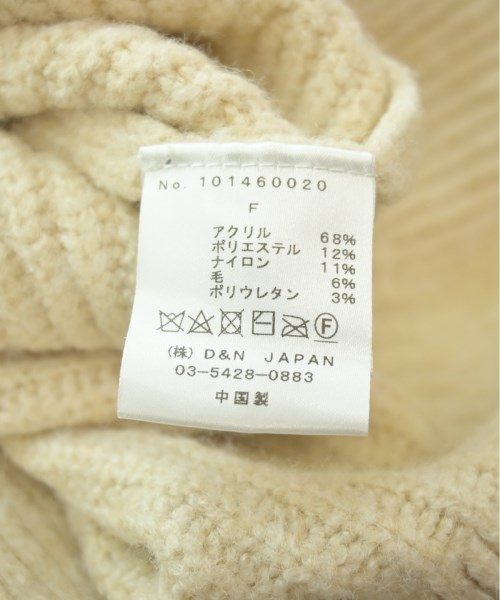 No. 101460020
F
アクリル 68%
ポリエステル 12%
ナイロン 11%
毛 6%
ポリウレタン 3%
F
(株) D&N JAPAN
03-5428-0883
中国製